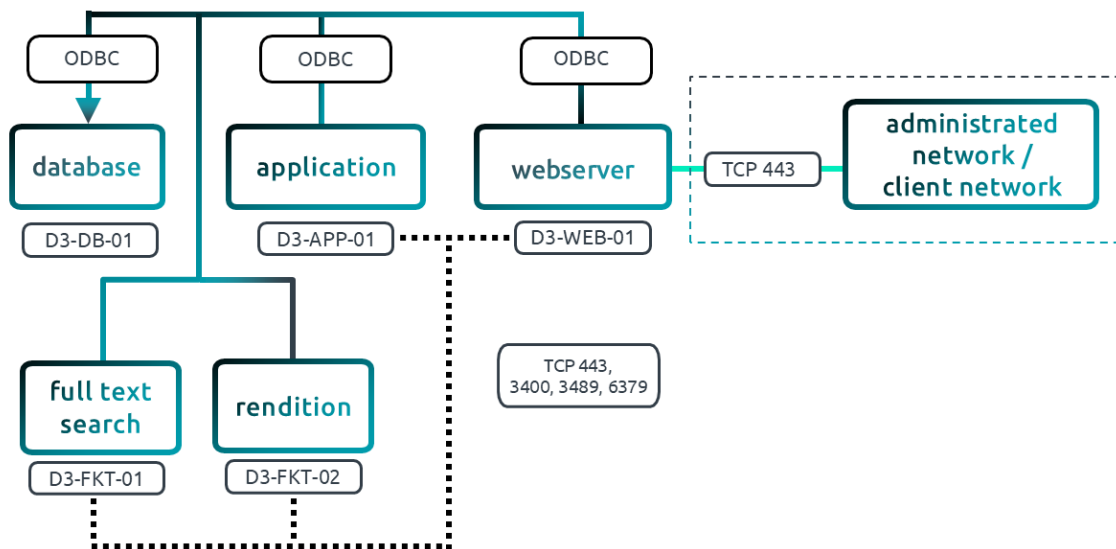 ODBC
ODBC
ODBC
database
application
webserver
TCP 443
administrated
network /
client network
D3-DB-01
D3-APP-01
D3-WEB-01
full text
search
rendition
TCP 443,
3400, 3489, 6379
D3-FKT-01
D3-FKT-02